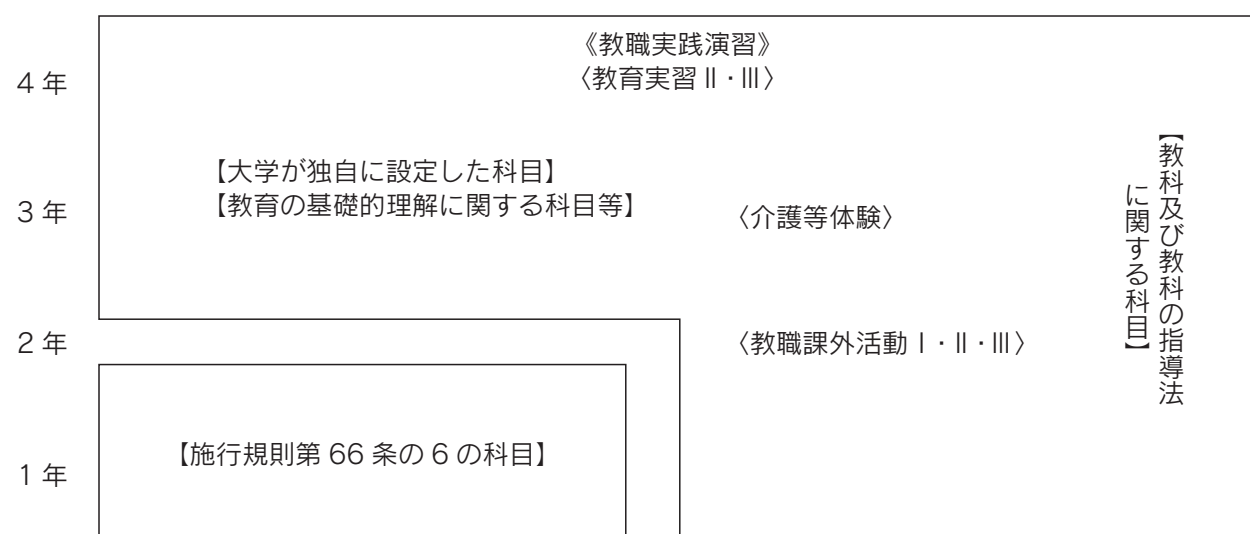 《教職実践演習》
4年
〈教育実習Ⅱ・Ⅲ〉
【大学が独自に設定した科目】
3年
【教育の基礎的理解に関する科目等】
〈介護等体験〉
【教科及び教科の指導法
に関する科目】
2年
〈教職課外活動Ⅰ・Ⅱ・Ⅲ〉
【施行規則第66条の6の科目】
1年